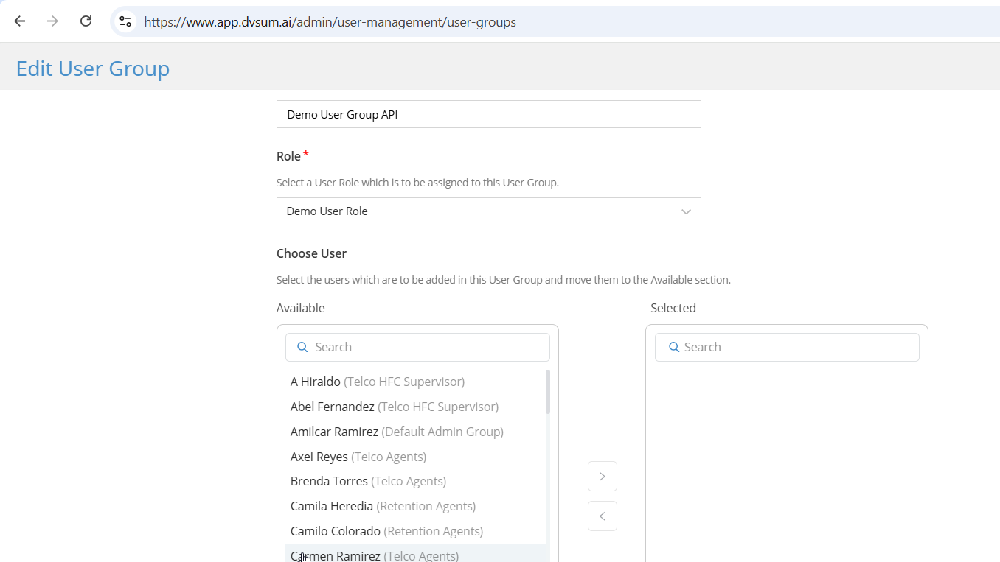 https://www.app.dvsum.ai/admin/user-management/user-groups
Edit User Group
Demo User Group API
Role*
Select a User Role which is to be assigned to this User Group.
Demo User Role
Choose User
Select the users which are to be added in this User Group and move them to the Available section.
Available
Selected
Search
Search
A Hiraldo (Telco HFC Supervisor)
Abel Fernandez (Telco HFC Supervisor)
Amilcar Ramirez (Default Admin Group)
Axel Reyes (Telco Agents)
Brenda Torres (Telco Agents)
Camila Heredia (Retention Agents)
Camilo Colorado (Retention Agents)
Carmen Ramirez (Telco Agents)